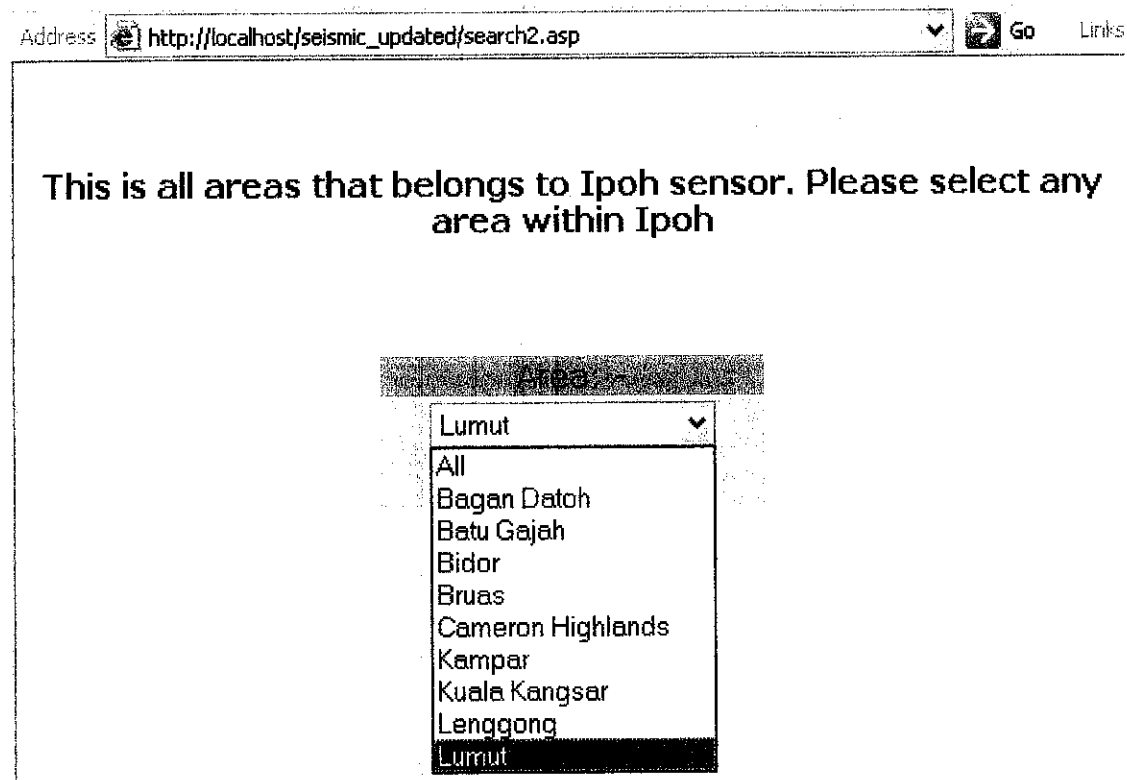 Address http://localhost/seismic_updated/search2.asp Go Links
This is all areas that belongs to Ipoh sensor. Please select any
area within Ipoh
Area
Lumut
All
Bagan Datoh
Batu Gajah
Bidor
Bruas
Cameron Highlands
Kampar
Kuala Kangsar
Lenggong
Lumut